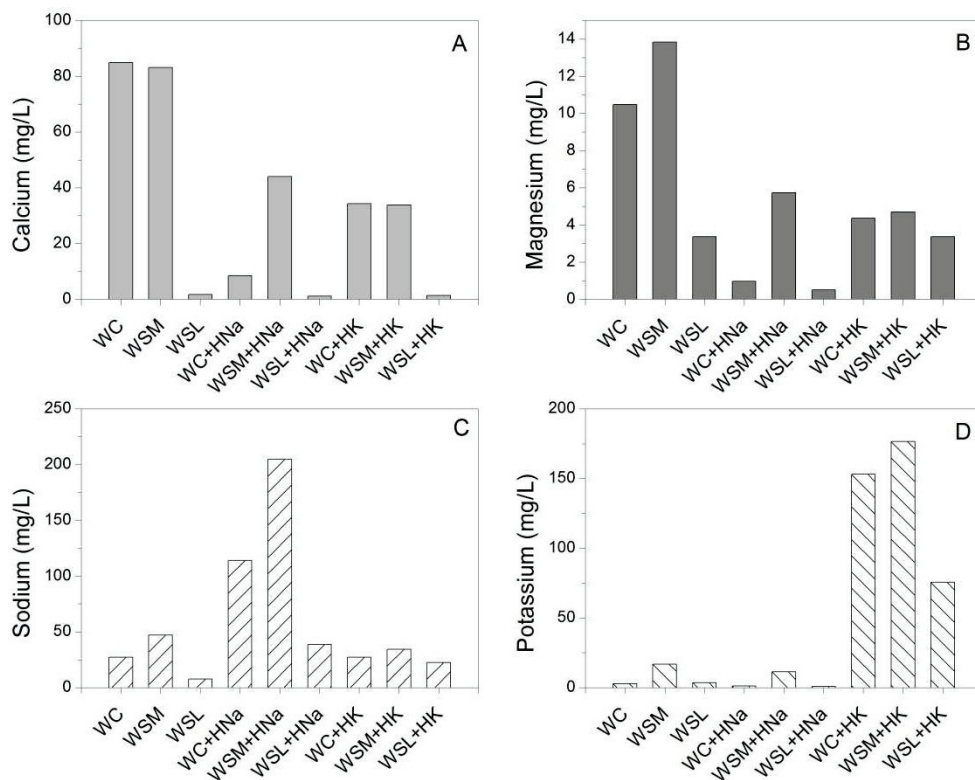 A
Calcium (mg/L)
100
80
60
40
20
0
WC
WSM
WSL
WC+HNa
WSM+HNa
WSL+HNa
WC+HK
WSM+HK
WSL+HK
B
Magnesium (mg/L)
14
12
10
8
6
4
2
0
WC
WSM
WSL
WC+HNa
WSM+HNa
WSL+HNa
WC+HK
WSM+HK
WSL+HK
C
Sodium (mg/L)
250
200
150
100
50
0
WC
WSM
WSL
WC+HNa
WSM+HNa
WSL+HNa
WC+HK
WSM+HK
WSL+HK
D
Potassium (mg/L)
200
150
100
50
0
WC
WSM
WSL
WC+HNa
WSM+HNa
WSL+HNa
WC+HK
WSM+HK
WSL+HK